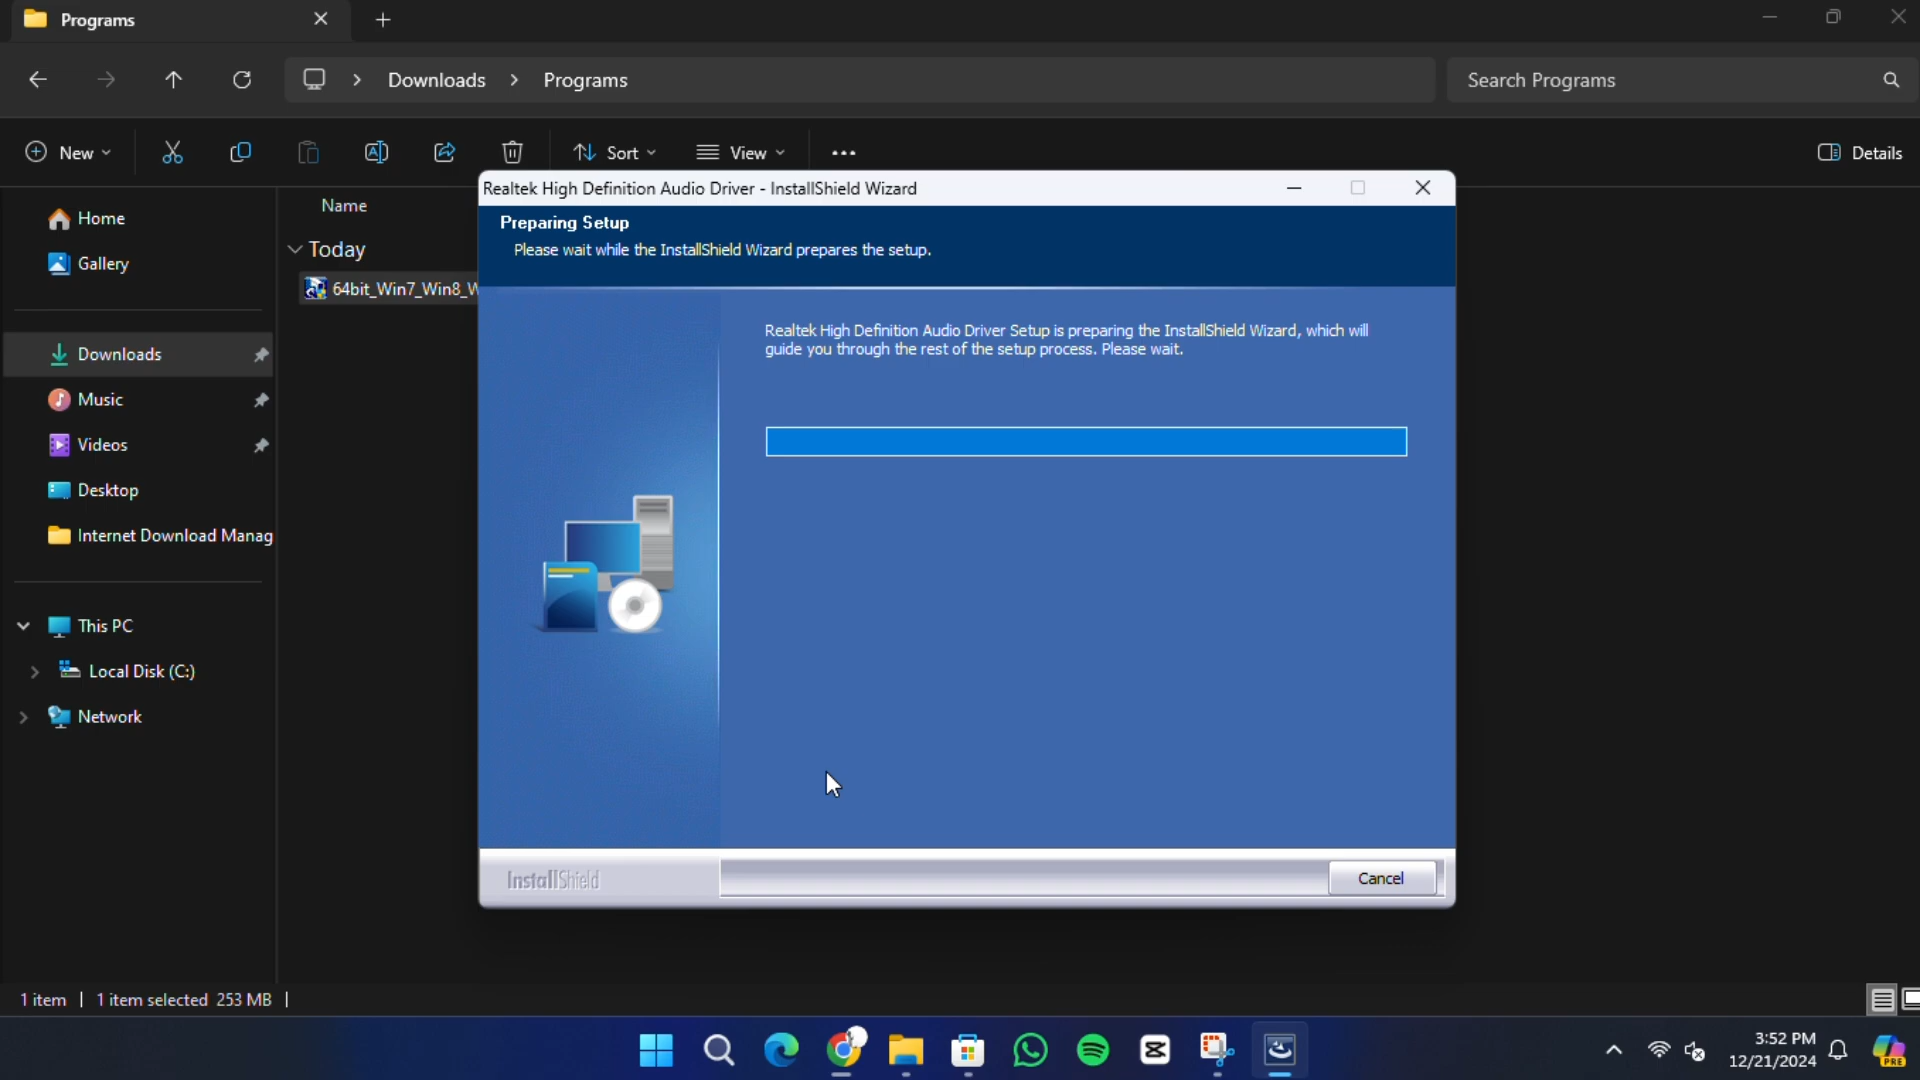 Programs
Downloads
Programs
Search Programs
New
Sort
View
Details
Home
Gallery
Downloads
Music
Videos
Desktop
Internet Download Manag
This PC
Local Disk (C:)
Network
Name
Today
64bit_Win7_Win8_W
Realtek High Definition Audio Driver - InstallShield Wizard
Preparing Setup
Please wait while the InstallShield Wizard prepares the setup.
Realtek High Definition Audio Driver Setup is preparing the InstallShield Wizard, which will
guide you through the rest of the setup process. Please wait.
InstallShield
Cancel
1 item
1 item selected 253 MB
3:52 PM
12/21/2024
PRE